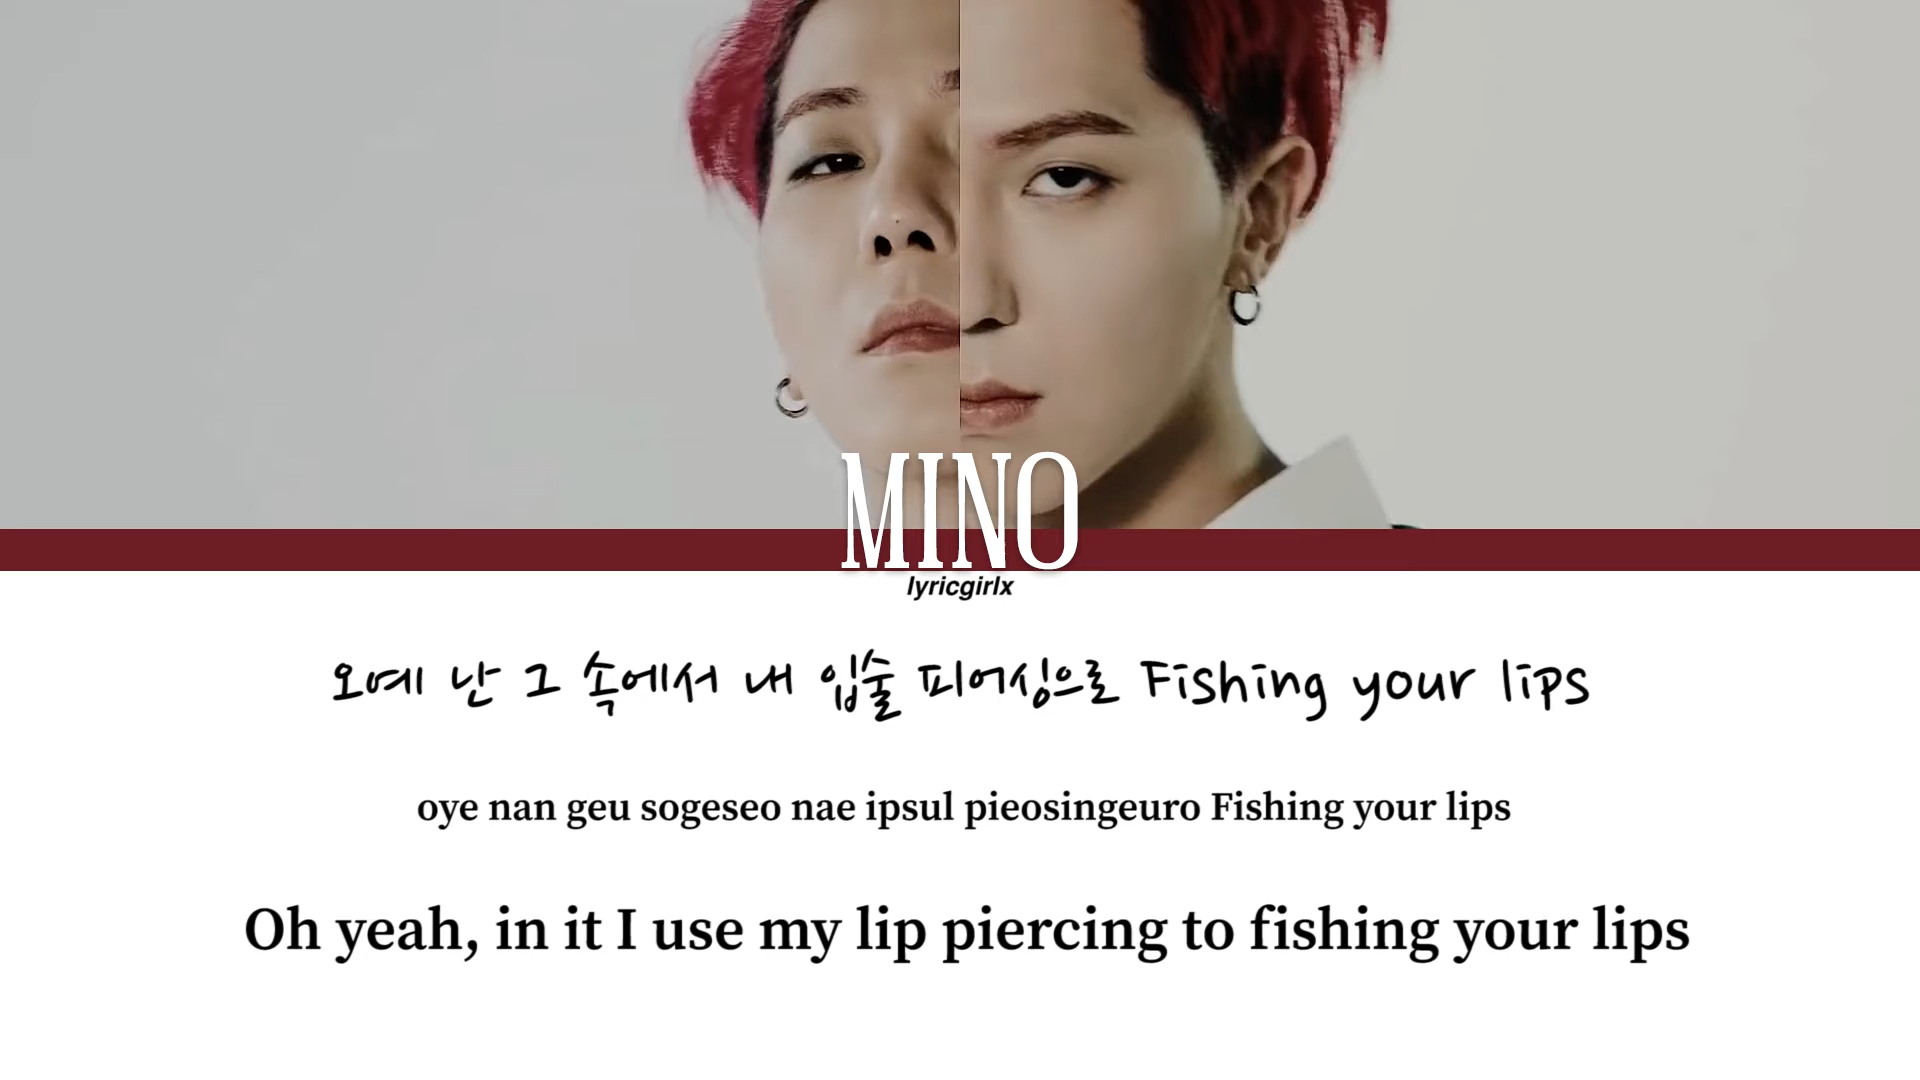 MINO
lyricgirlx
오예 난 그 속에서 내 입술 피어싱으로 Fishing your lips
oye nan geu sogeseo nae ipsul pieosingeuro Fishing your lips
Oh yeah, in it I use my lip piercing to fishing your lips